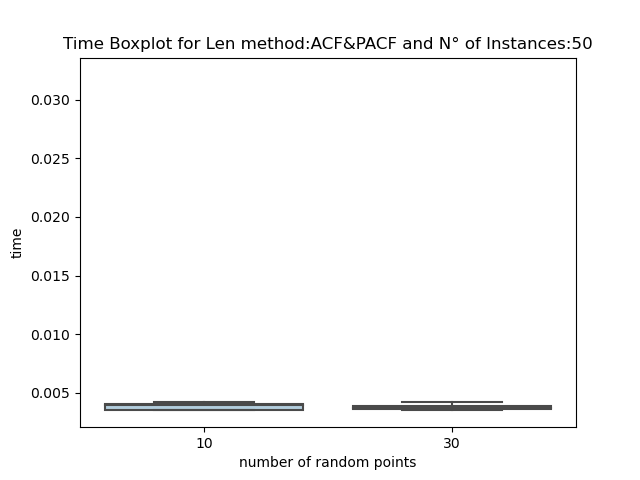 Time Boxplot for Len method:ACF&PACF and N° of Instances:50
0.030
0.025
0.020
0.015
0.010
0.005
time
10
30
number of random points